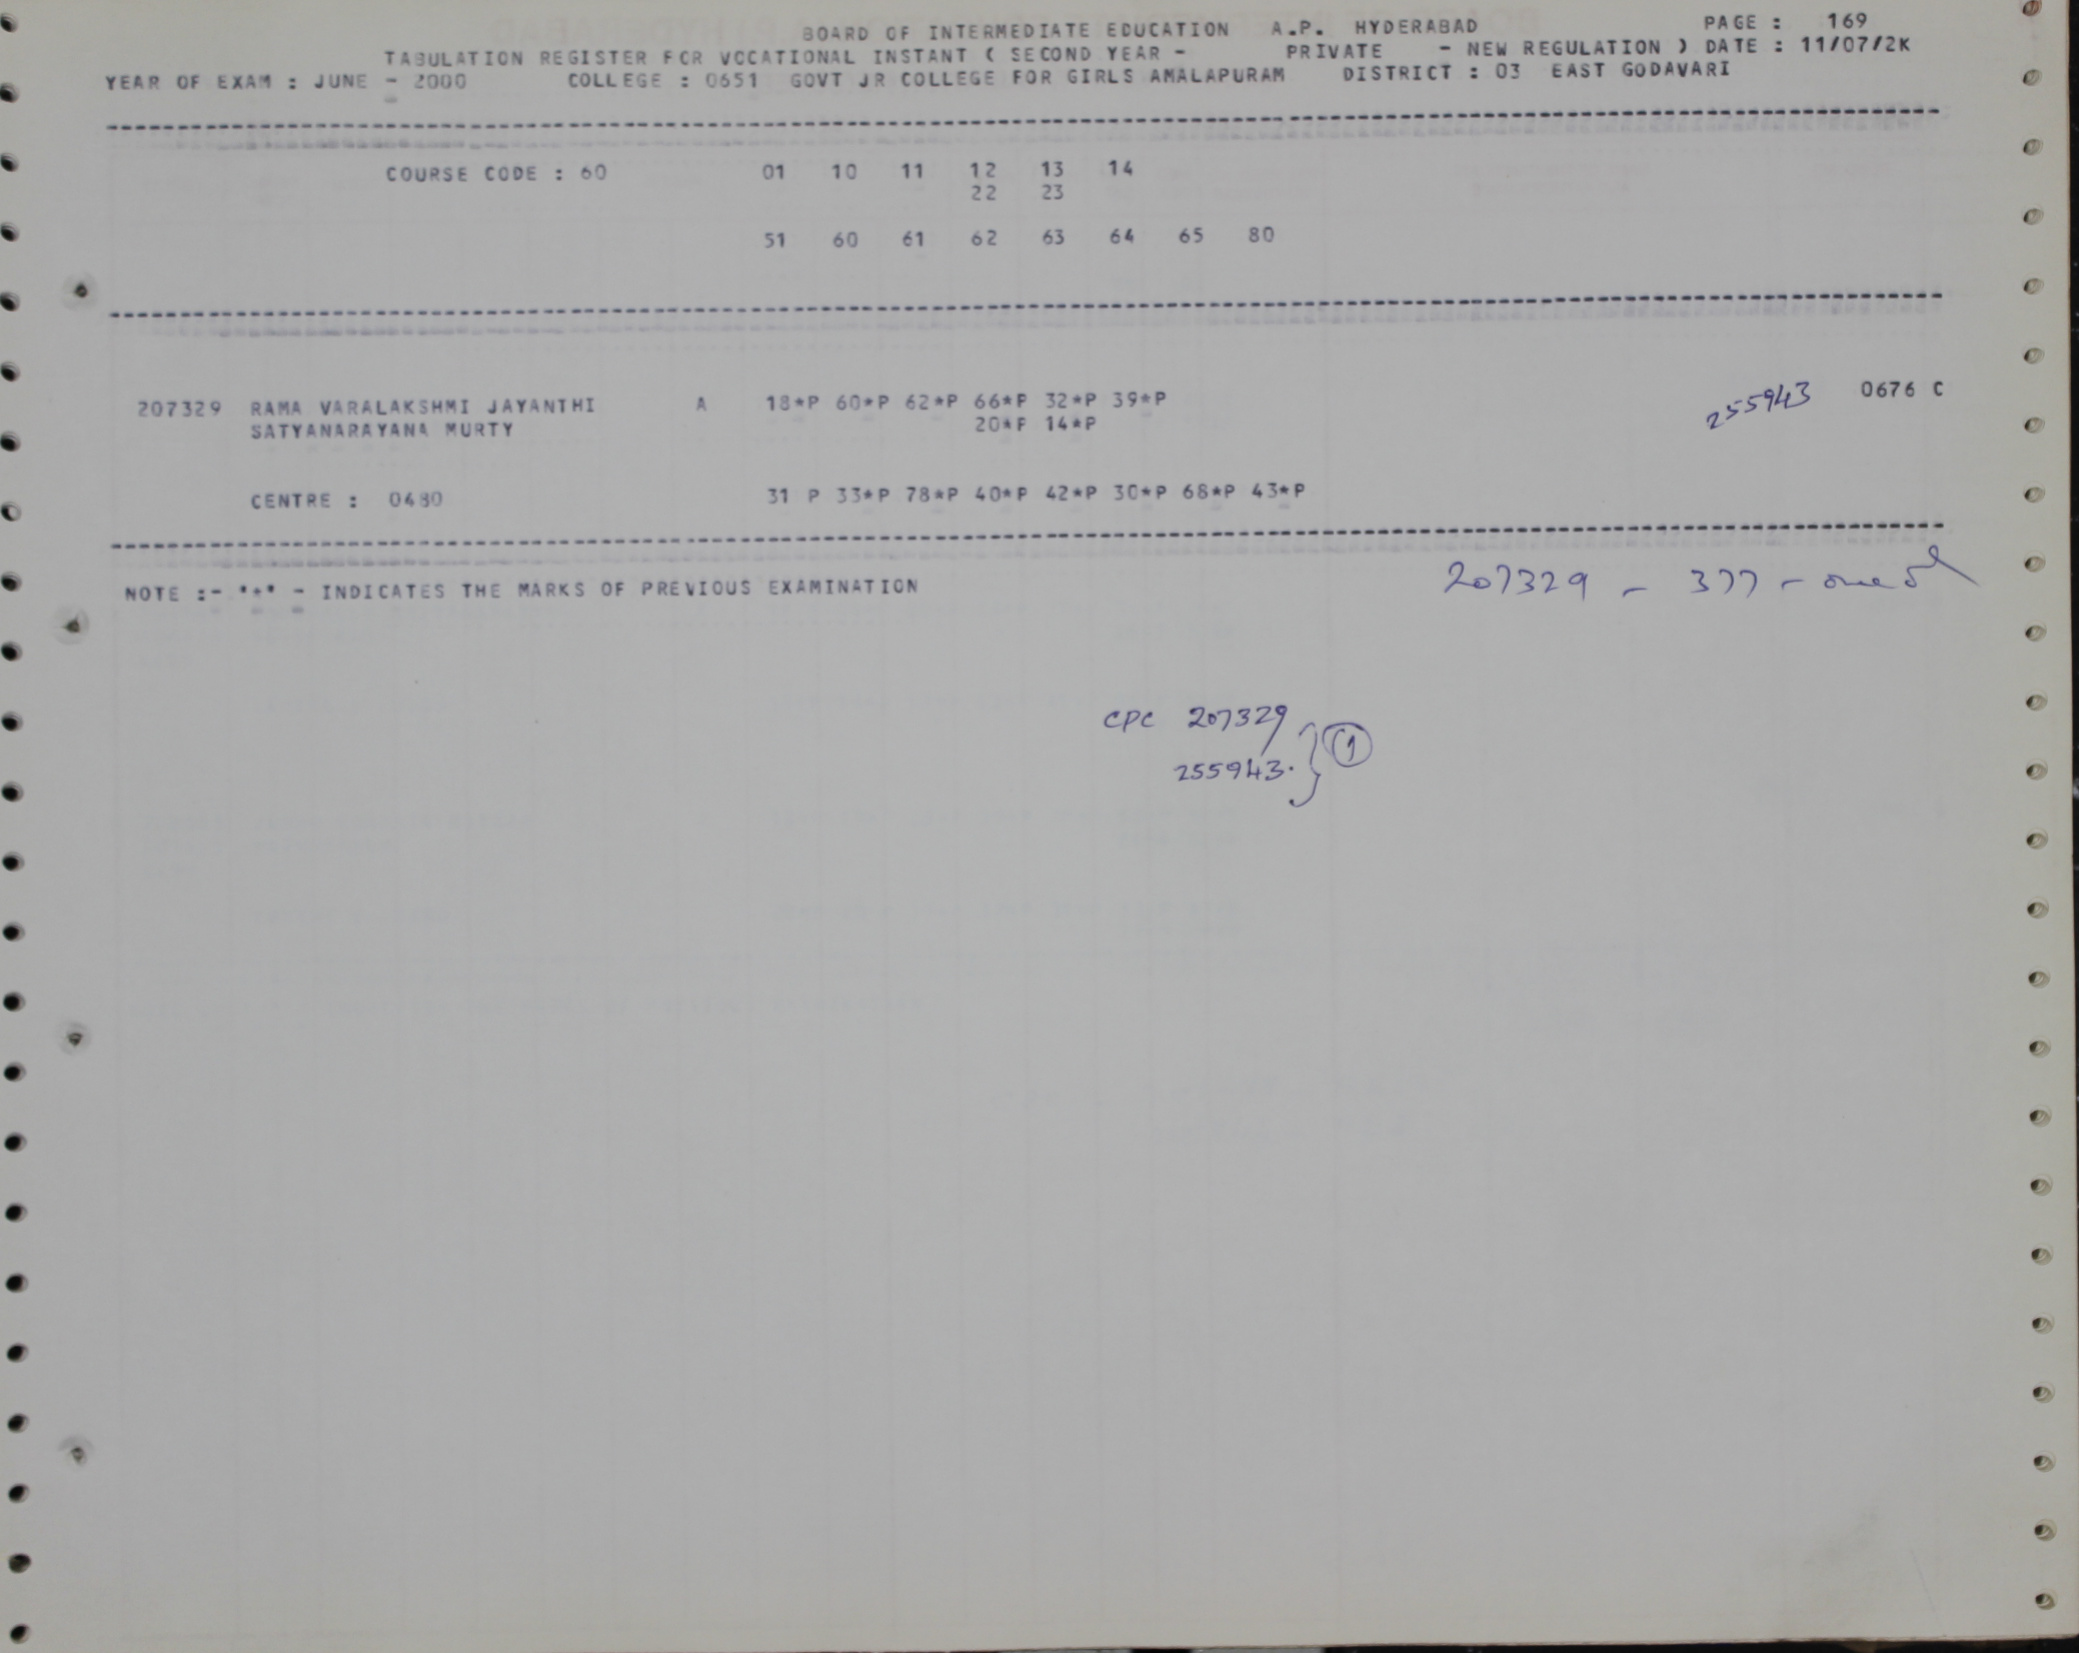 BOARD OF INTERMEDIATE EDUCATION A.P. HYDERABAD PAGE : 169
TABULATION REGISTER FOR VOCATIONAL INSTANT ( SECOND YEAR - PRIVATE - NEW REGULATION ) DATE : 11/07/2K
YEAR OF EXAM : JUNE - 2000 COLLEGE : 0651 GOVT JR COLLEGE FOR GIRLS AMALAPURAM DISTRICT : 03 EAST GODAVARI
COURSE CODE : 60 01 10 11 12 13 14
22 23
51 60 61 62 63 64 65 80
207329 RAMA VARALAKSHMI JAYANTHI A 18*P 60*P 62*P 66*P 32*P 39*P 255943 0676 C
SATYANARAYANA MURTY 20*P 14*P
CENTRE : 0480 31 P 33*P 78*P 40*P 42*P 30*P 68*P 43*P
NOTE :- '*' - INDICATES THE MARKS OF PREVIOUS EXAMINATION
207329 - 377 -
CPC 207329
255943. } 1